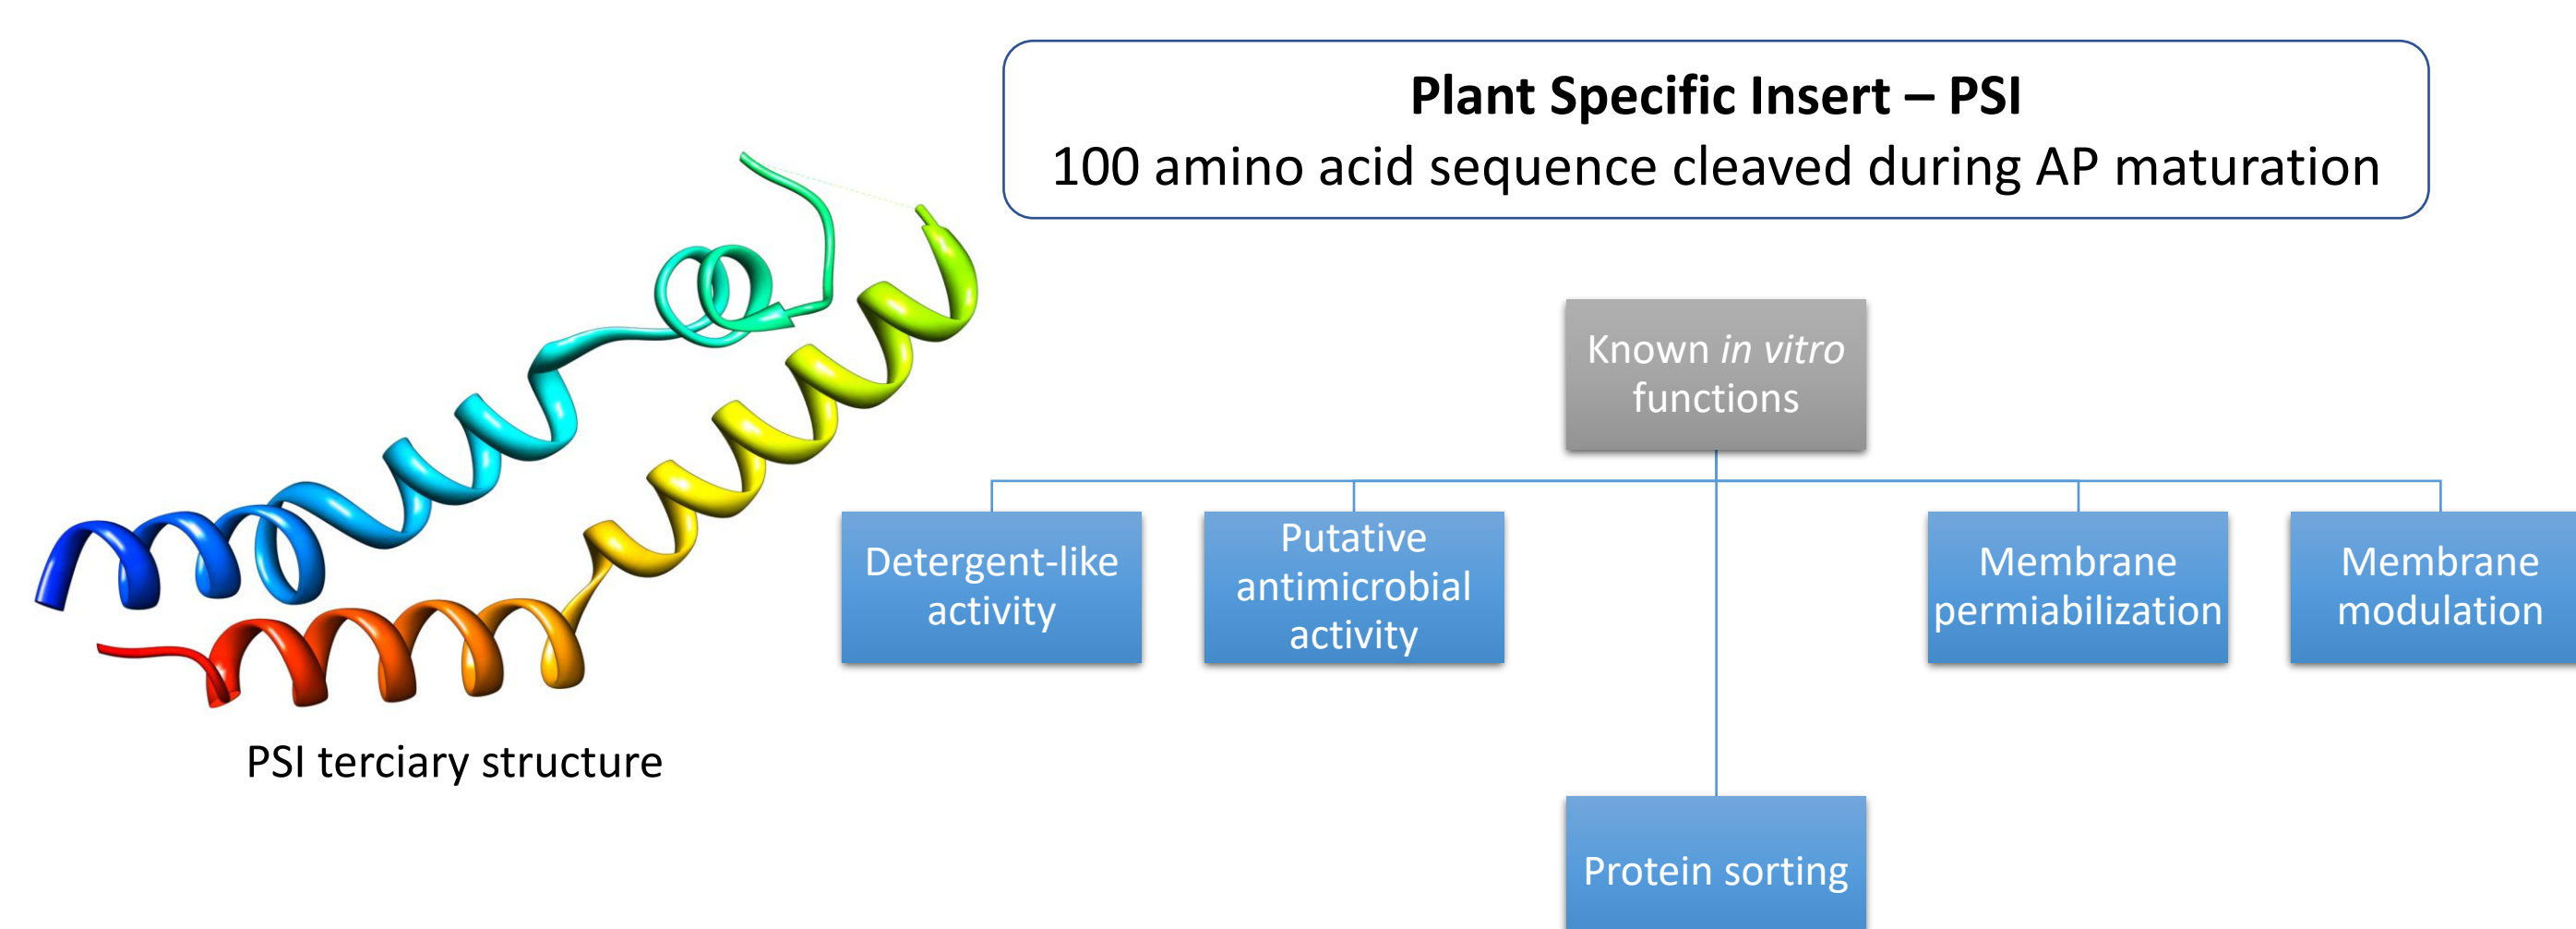 Plant Specific Insert – PSI
100 amino acid sequence cleaved during AP maturation
Known in vitro
functions
Detergent-like
activity
Putative
antimicrobial
activity
Membrane
permiabilization
Membrane
modulation
PSI terciary structure
Protein sorting